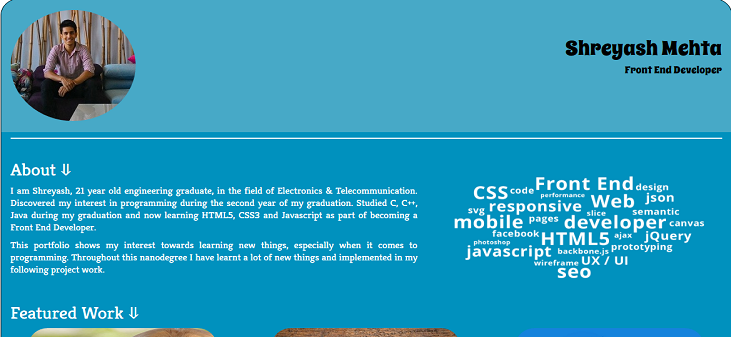 Shreyash Mehta
Front End Developer
About ⇓
I am Shreyash, 21 year old engineering graduate, in the field of Electronics & Telecommunication.
Discovered my interest in programming during the second year of my graduation. Studied C, C++,
Java during my graduation and now learning HTML5, CSS3 and Javascript as part of becoming a
Front End Developer.
This portfolio shows my interest towards learning new things, especially when it comes to
programming. Throughout this nanodegree I have learnt a lot of new things and implemented in my
following project work.
CSS code Front End design
performance
svg responsive Web json
slice semantic
mobile pages developer canvas
facebook HTML5 ajax jQuery
photoshop
javascript backbone.js prototyping
wireframe UX / UI
seo
Featured Work ⇓